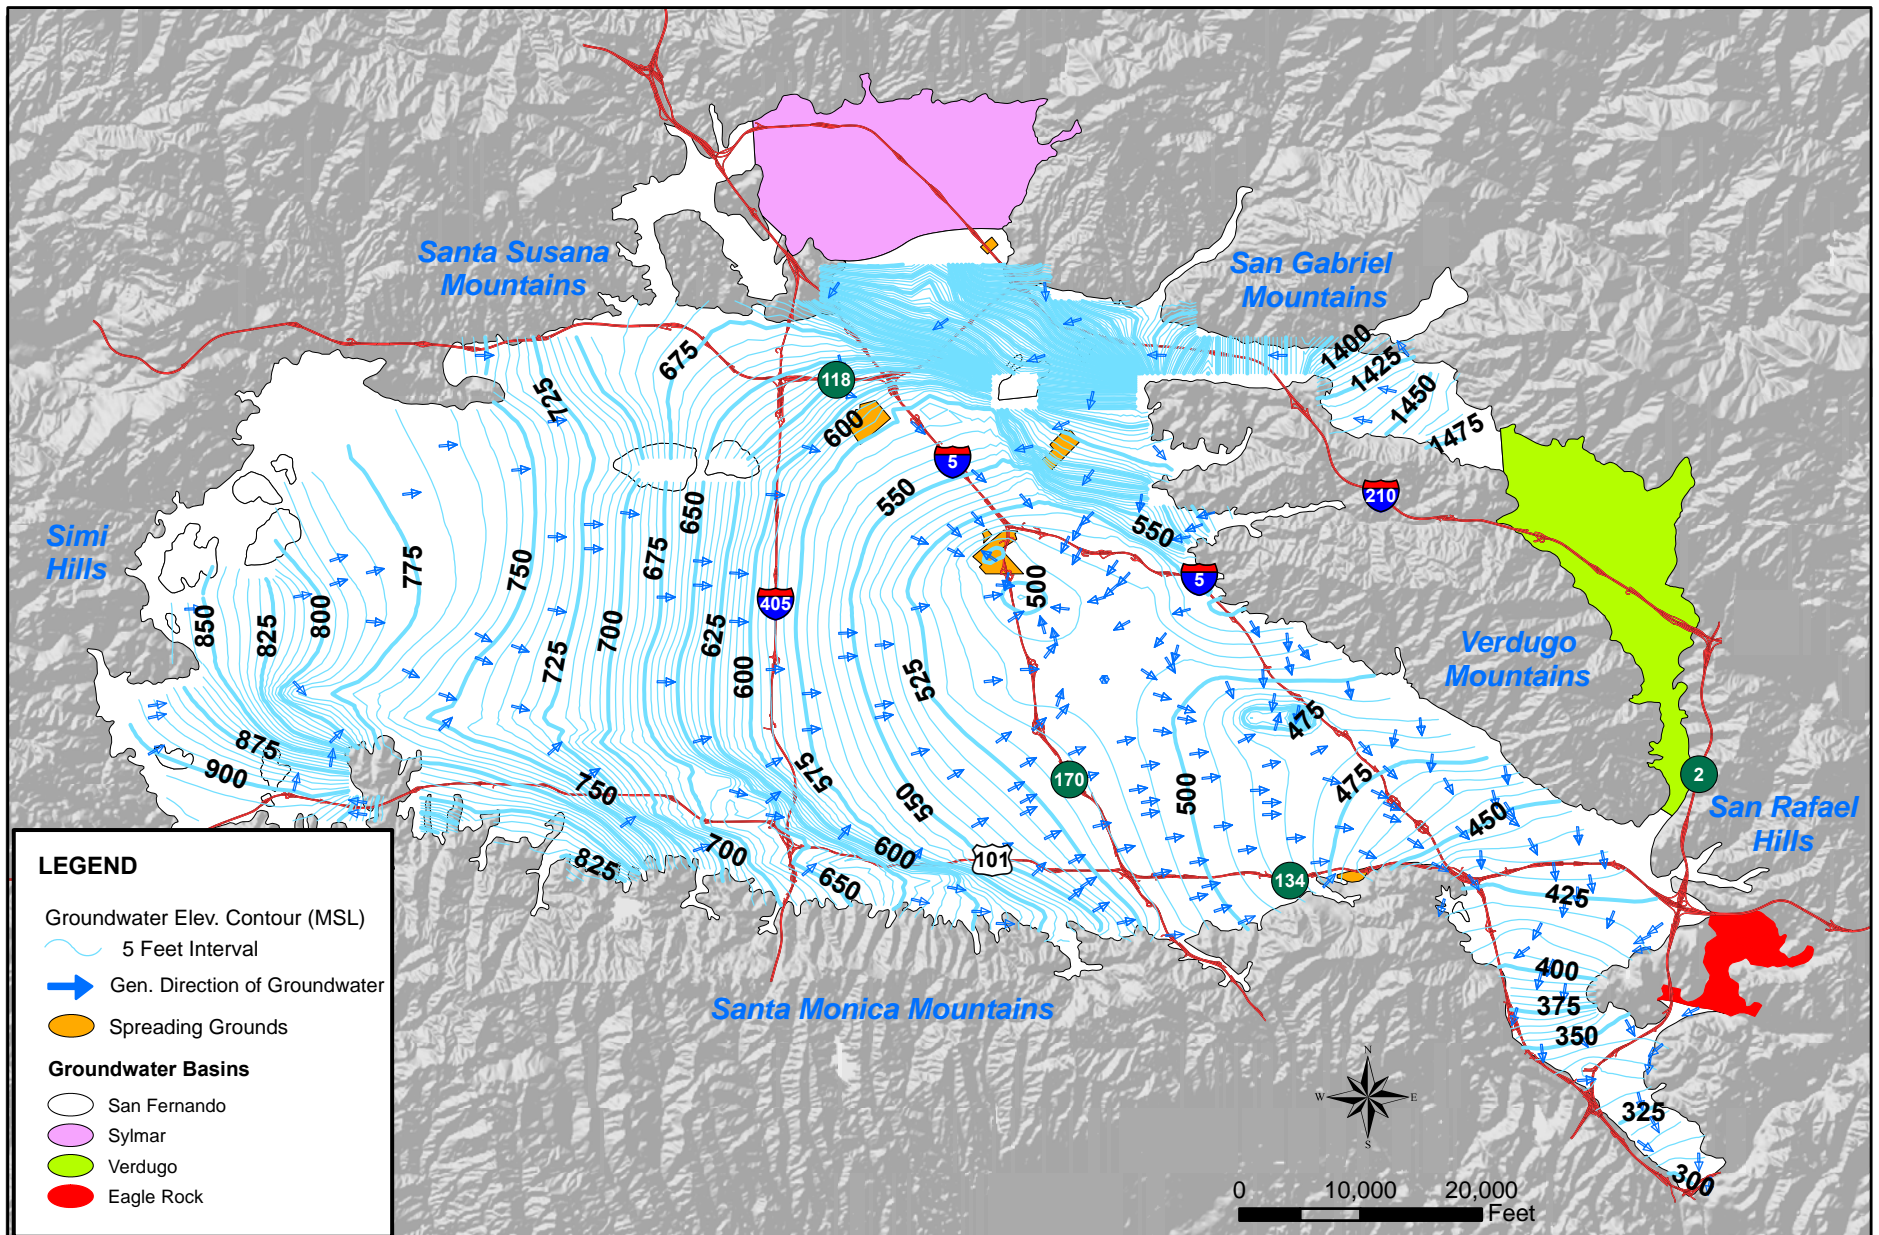 Santa Susana
Mountains
San Gabriel
Mountains
1400
1425
1450
1475
675
725
118
600
5
550
650
210
550
Simi
Hills
775
750
675
500
5
850
825
800
700
625
405
725
600
525
Verdugo
Mountains
475
875
900
750
575
550
170
500
475
2
450
San Rafael
Hills
825
700
600
650
101
134
425
400
375
350
325
300
Santa Monica Mountains
LEGEND
Groundwater Elev. Contour (MSL)
5 Feet Interval
Gen. Direction of Groundwater
Spreading Grounds
Groundwater Basins
San Fernando
Sylmar
Verdugo
Eagle Rock
N
W E
S
0 10,000 20,000
Feet